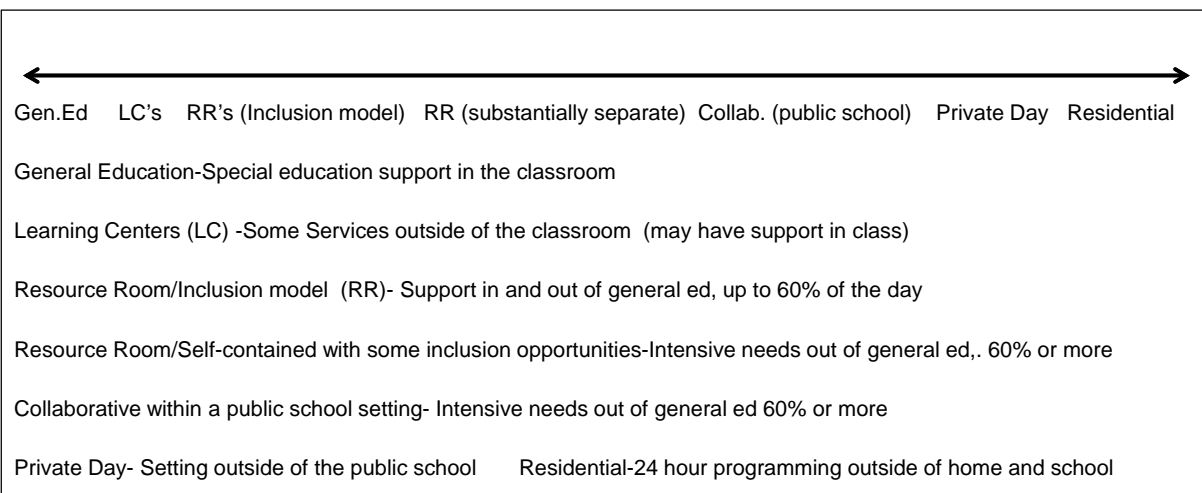 Gen.Ed LC's RR's (Inclusion model) RR (substantially separate) Collab. (public school) Private Day Residential
General Education-Special education support in the classroom
Learning Centers (LC) -Some Services outside of the classroom (may have support in class)
Resource Room/Inclusion model (RR)- Support in and out of general ed, up to 60% of the day
Resource Room/Self-contained with some inclusion opportunities-Intensive needs out of general ed,. 60% or more
Collaborative within a public school setting- Intensive needs out of general ed 60% or more
Private Day- Setting outside of the public school Residential-24 hour programming outside of home and school